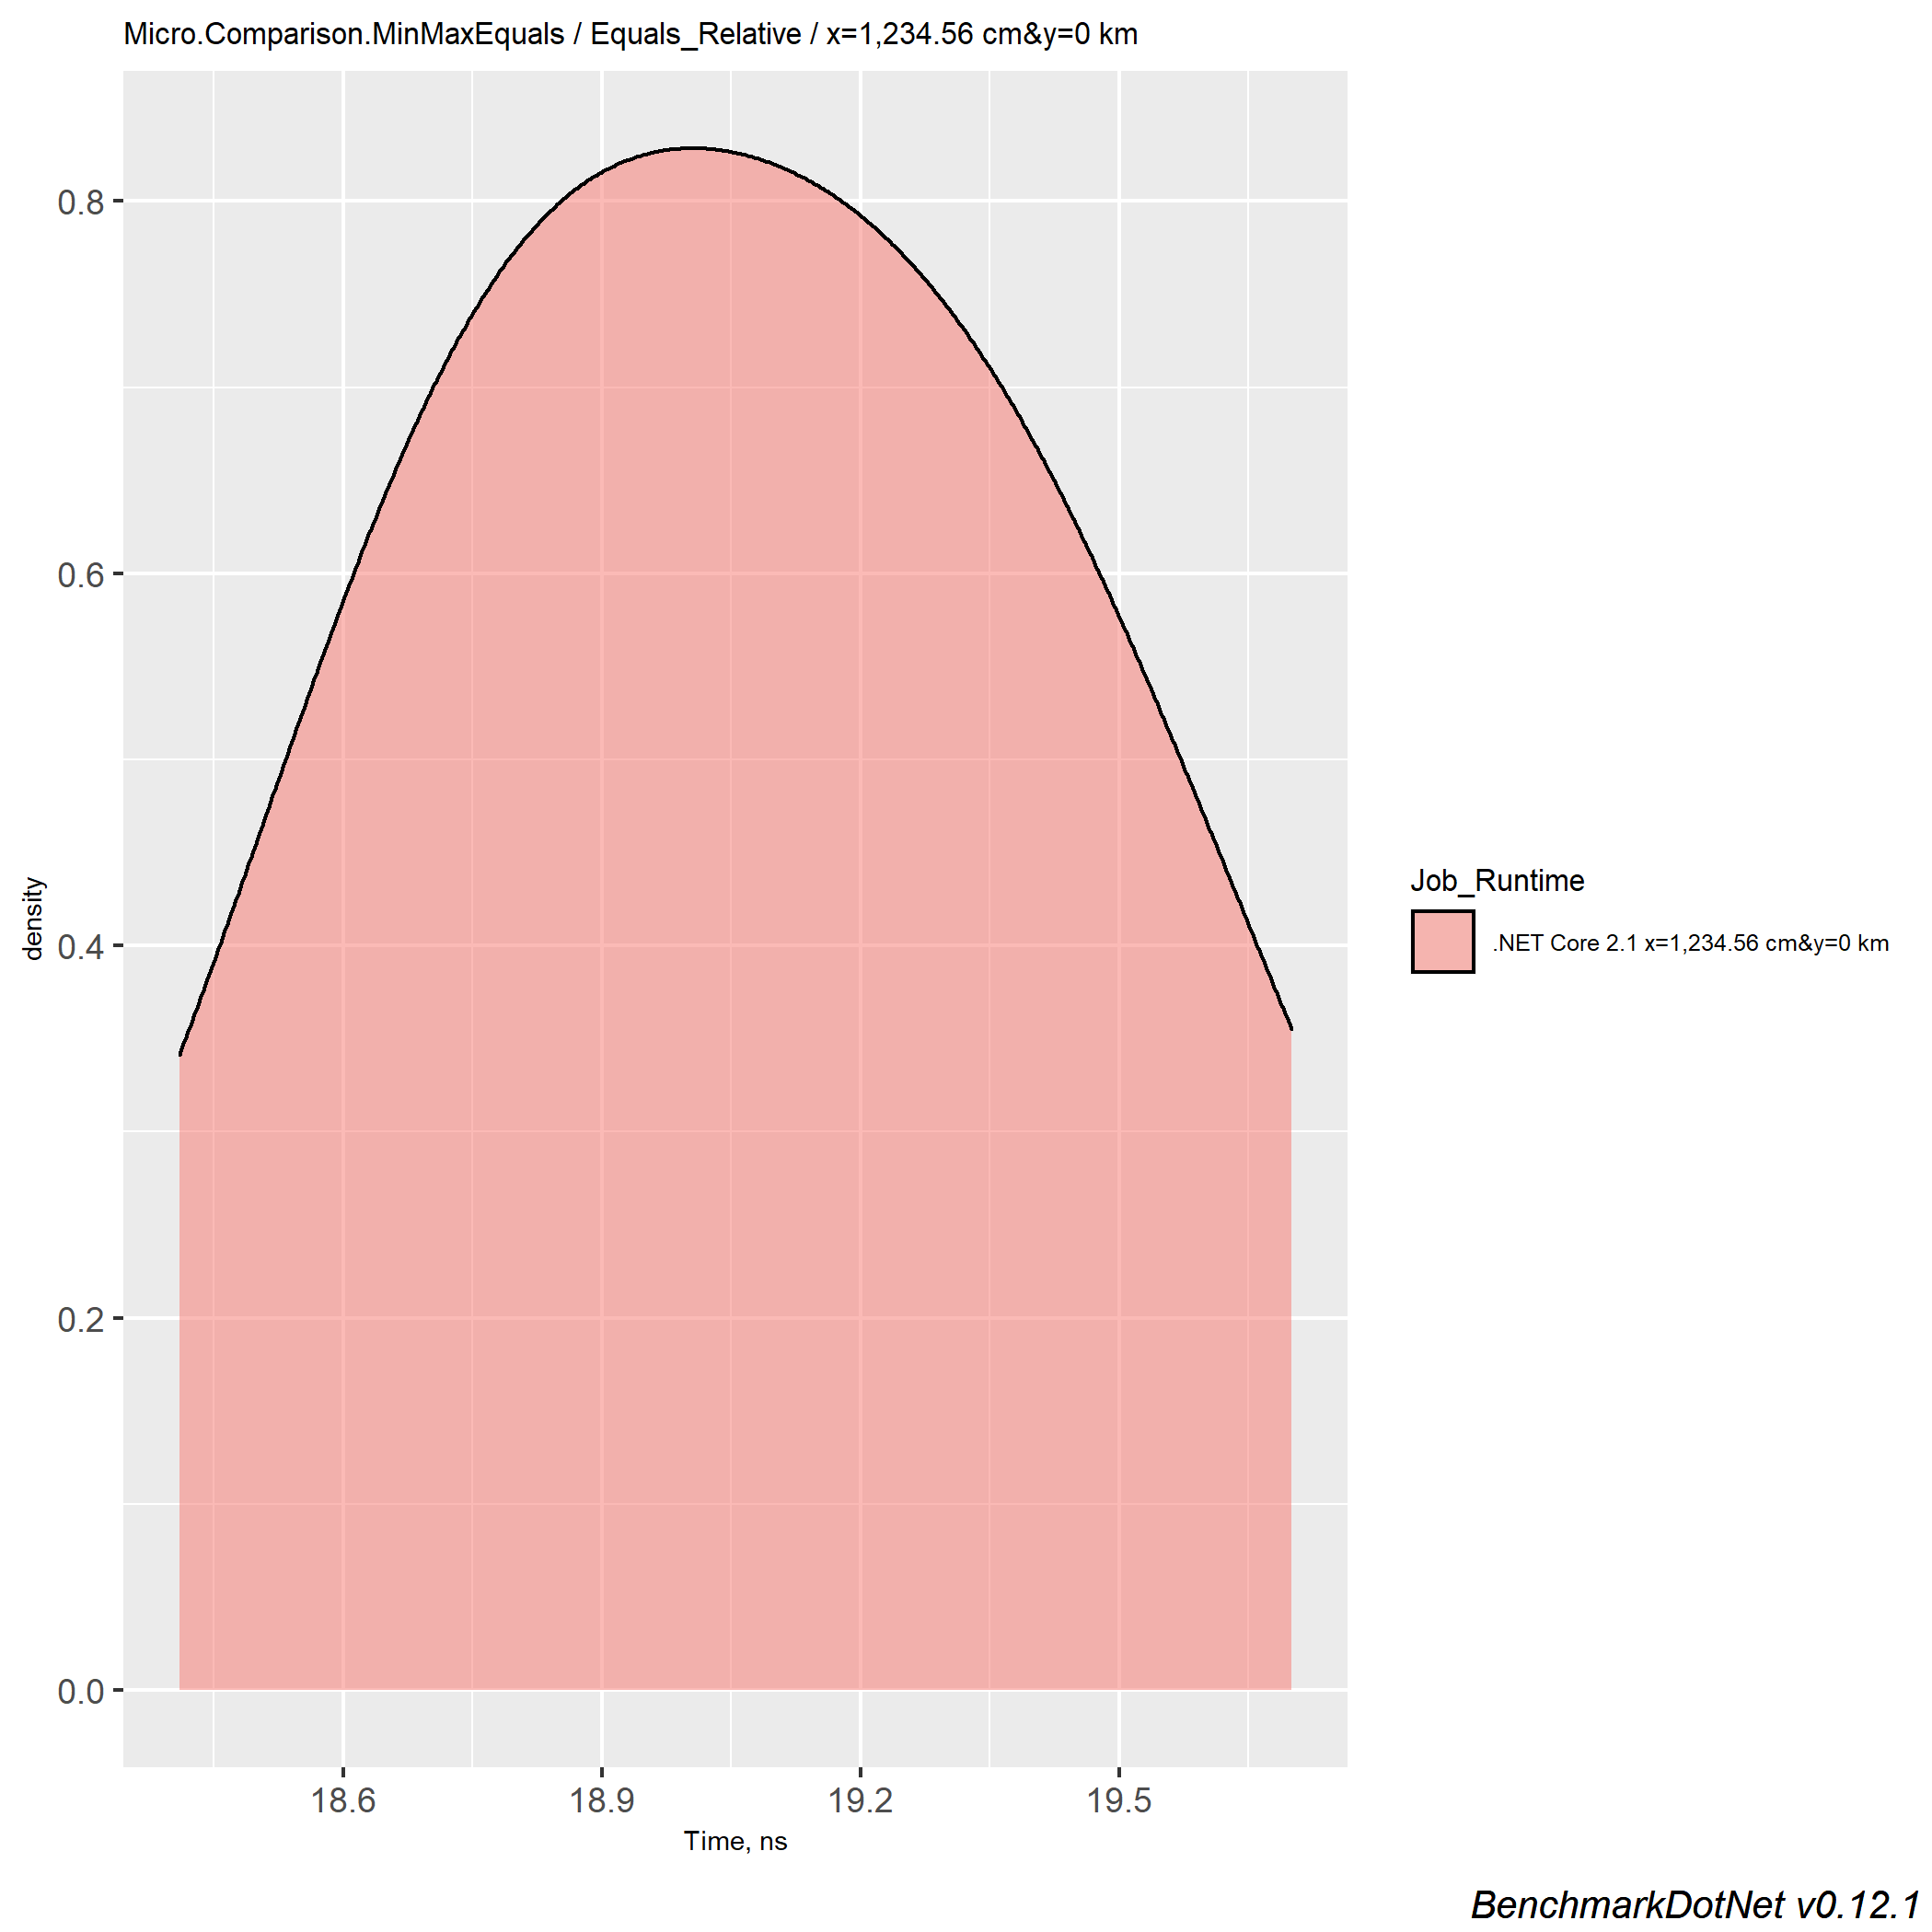 Micro.Comparison.MinMaxEquals / Equals_Relative / x=1,234.56 cm&y=0 km
0.8
0.6
0.4
0.2
0.0
density
18.6 18.9 19.2 19.5
Time, ns
Job_Runtime
.NET Core 2.1 x=1,234.56 cm&y=0 km
BenchmarkDotNet v0.12.1